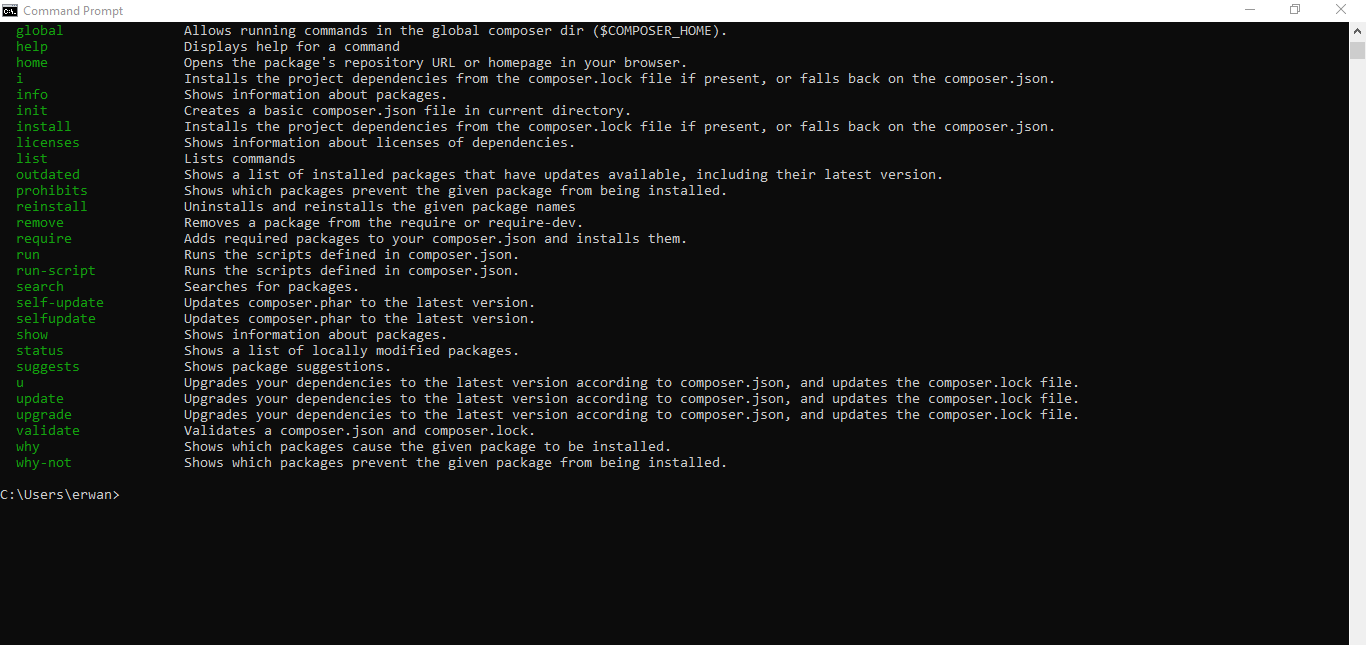 Command Prompt
global Allows running commands in the global composer dir ($COMPOSER_HOME).
help Displays help for a command
home Opens the package's repository URL or homepage in your browser.
i Installs the project dependencies from the composer.lock file if present, or falls back on the composer.json.
info Shows information about packages.
init Creates a basic composer.json file in current directory.
install Installs the project dependencies from the composer.lock file if present, or falls back on the composer.json.
licenses Shows information about licenses of dependencies.
list Lists commands
outdated Shows a list of installed packages that have updates available, including their latest version.
prohibits Shows which packages prevent the given package from being installed.
reinstall Uninstalls and reinstalls the given package names
remove Removes a package from the require or require-dev.
require Adds required packages to your composer.json and installs them.
run Runs the scripts defined in composer.json.
run-script Runs the scripts defined in composer.json.
search Searches for packages.
self-update Updates composer.phar to the latest version.
selfupdate Updates composer.phar to the latest version.
show Shows information about packages.
status Shows a list of locally modified packages.
suggests Shows package suggestions.
u Upgrades your dependencies to the latest version according to composer.json, and updates the composer.lock file.
update Upgrades your dependencies to the latest version according to composer.json, and updates the composer.lock file.
upgrade Upgrades your dependencies to the latest version according to composer.json, and updates the composer.lock file.
validate Validates a composer.json and composer.lock.
why Shows which packages cause the given package to be installed.
why-not Shows which packages prevent the given package from being installed.
C:\Users\erwan>